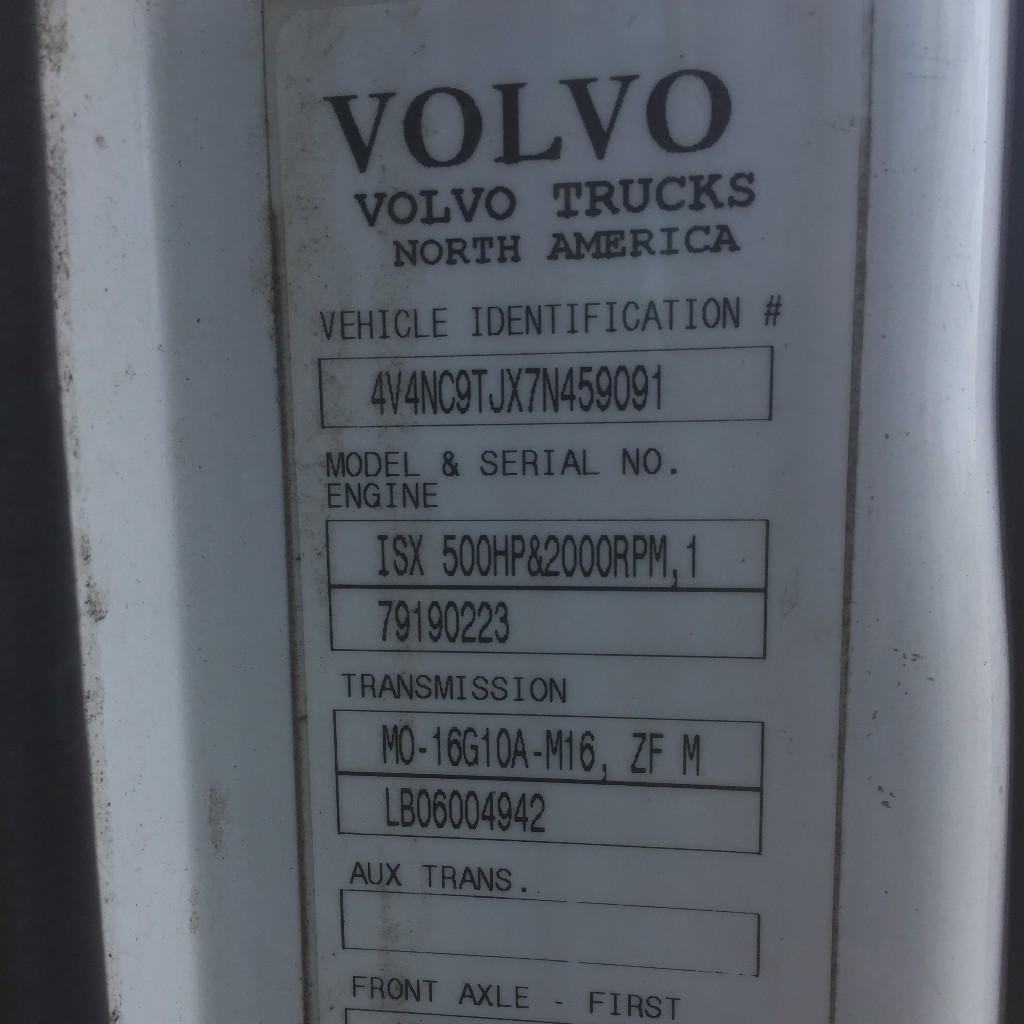 VOLVO
VOLVO TRUCKS
NORTH AMERICA
VEHICLE IDENTIFICATION #
4V4NC9TJX7N459091
MODEL & SERIAL NO.
ENGINE
ISX 500HP&2000RPM,1
79190223
TRANSMISSION
MO-16G10A-M16, ZF M
LB06004942
AUX TRANS.
FRONT AXLE - FIRST